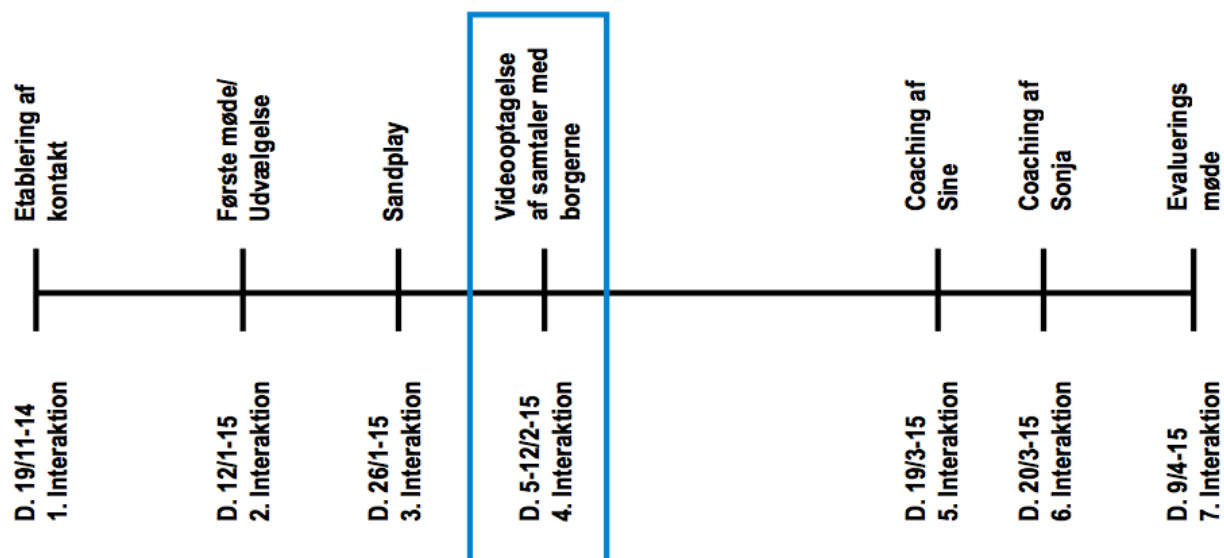 Etablering af
kontakt
Første møde/
Udvælgelse
Sandplay
Videooptagelse
af samtaler med
borgerne
Coaching af
Sine
Coaching af
Sonja
Evaluerings
møde
D. 19/11-14
1. Interaktion
D. 12/1-15
2. Interaktion
D. 26/1-15
3. Interaktion
D. 5-12/2-15
4. Interaktion
D. 19/3-15
5. Interaktion
D. 20/3-15
6. Interaktion
D. 9/4-15
7. Interaktion